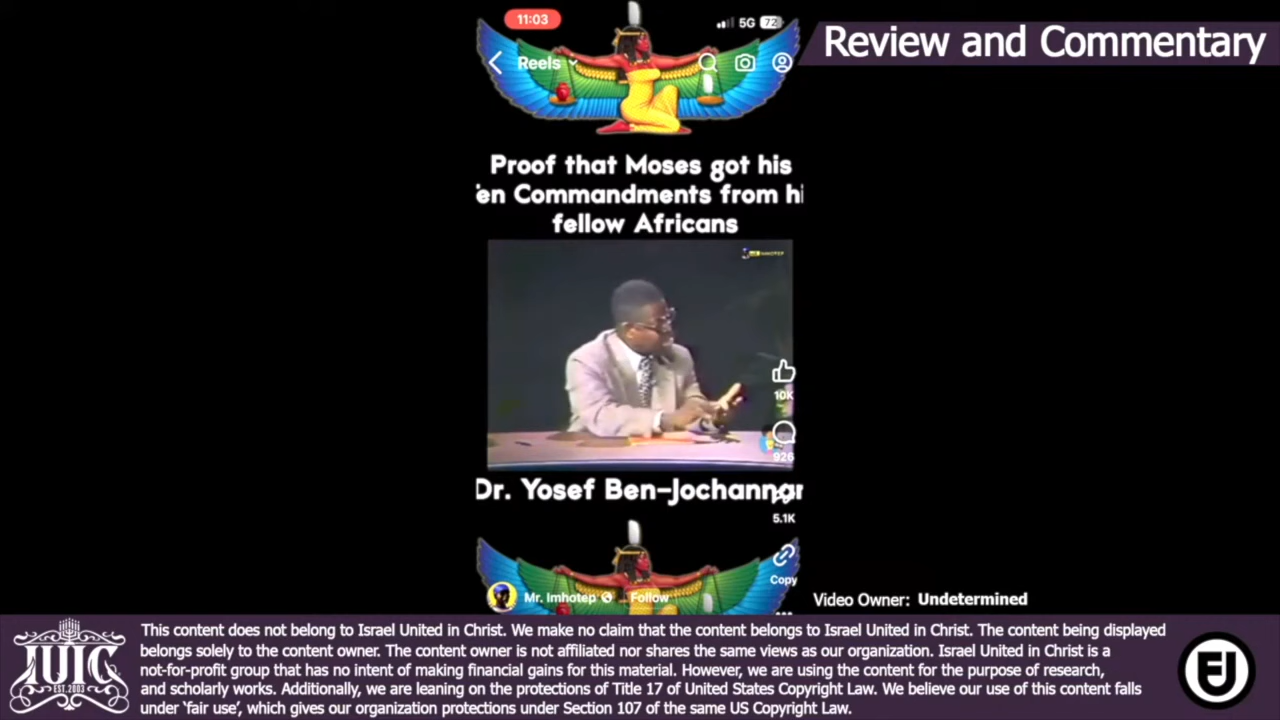 Review and Commentary
11:03
5G 72
Reels
Proof that Moses got his
en Commandments from hi
fellow Africans
IMHOTEP
10K
926
Dr. Yosef Ben-Jochannan
5.1K
Copy
Mr. Imhotep
Follow
Video Owner: Undetermined
IUIC
EST.2003
This content does not belong to Israel United in Christ. We make no claim that the content belongs to Israel United in Christ. The content being displayed
belongs solely to the content owner. The content owner is not affiliated nor shares the same views as our organization. Israel United in Christ is a
not-for-profit group that has no intent of making financial gains for this material. However, we are using the content for the purpose of research,
and scholarly works. Additionally, we are leaning on the protections of Title 17 of United States Copyright Law. We believe our use of this content falls
under ‘fair use’, which gives our organization protections under Section 107 of the same US Copyright Law.